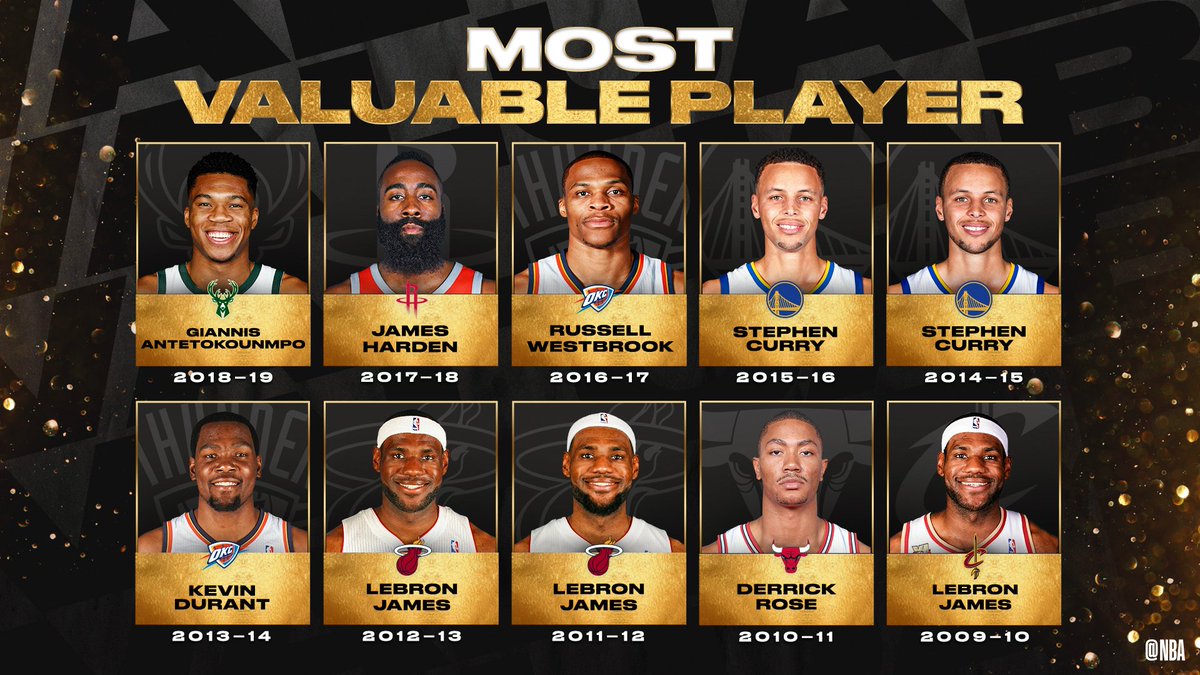 MOST
VALUABLE PLAYER
GIANNIS
ANTETOKOUNMPO
2018-19
JAMES
HARDEN
2017-18
OKC
RUSSELL
WESTBROOK
2016-17
STEPHEN
CURRY
2015-16
STEPHEN
CURRY
2014-15
OKC
KEVIN
DURANT
2013-14
LEBRON
JAMES
2012-13
LEBRON
JAMES
2011-12
DERRICK
ROSE
2010-11
LEBRON
JAMES
2009-10
@NBA